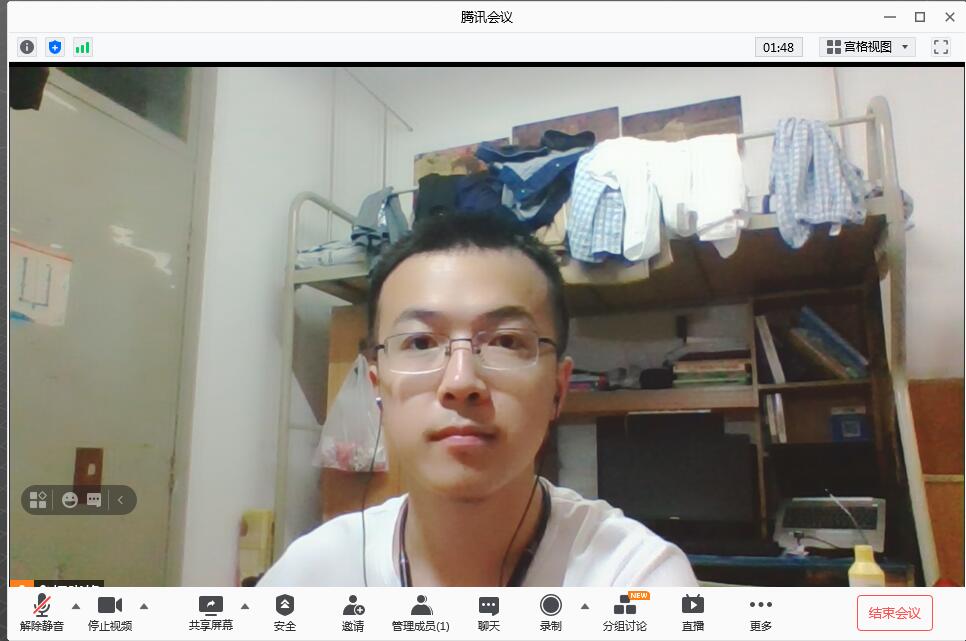 腾讯会议
01:48
宫格视图
解除静音
停止视频
共享屏幕
安全
邀请
管理成员(1)
聊天
录制
NEW
分组讨论
直播
更多
结束会议